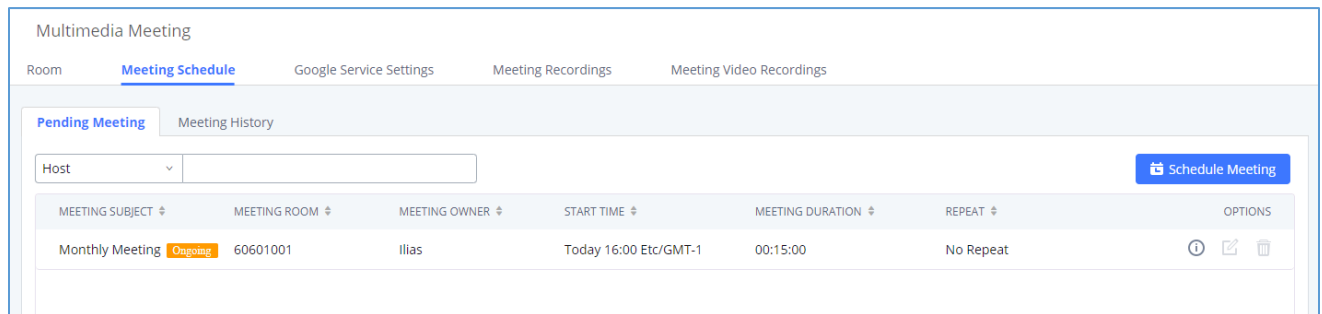 Multimedia Meeting
Room Meeting Schedule Google Service Settings Meeting Recordings Meeting Video Recordings
Pending Meeting Meeting History
Host
Schedule Meeting
MEETING SUBJECT MEETING ROOM MEETING OWNER START TIME MEETING DURATION REPEAT OPTIONS
Monthly Meeting Ongoing 60601001 Ilias Today 16:00 Etc/GMT-1 00:15:00 No Repeat